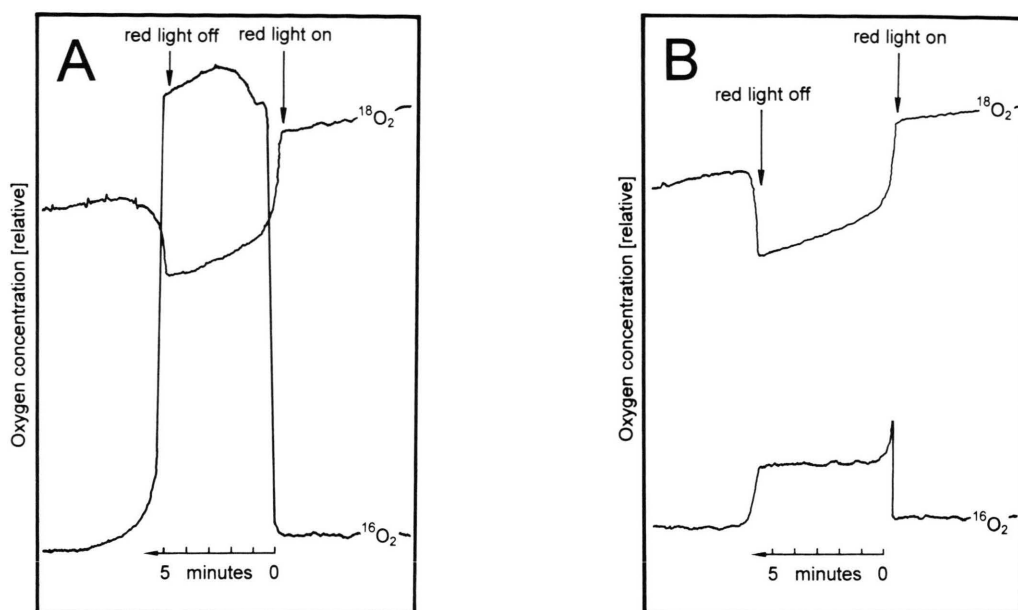 A
red light off
red light on
¹⁸O₂
Oxygen concentration [relative]
¹⁶O₂
5 minutes 0
B
red light on
red light off
¹⁸O₂
Oxygen concentration [relative]
¹⁶O₂
5 minutes 0